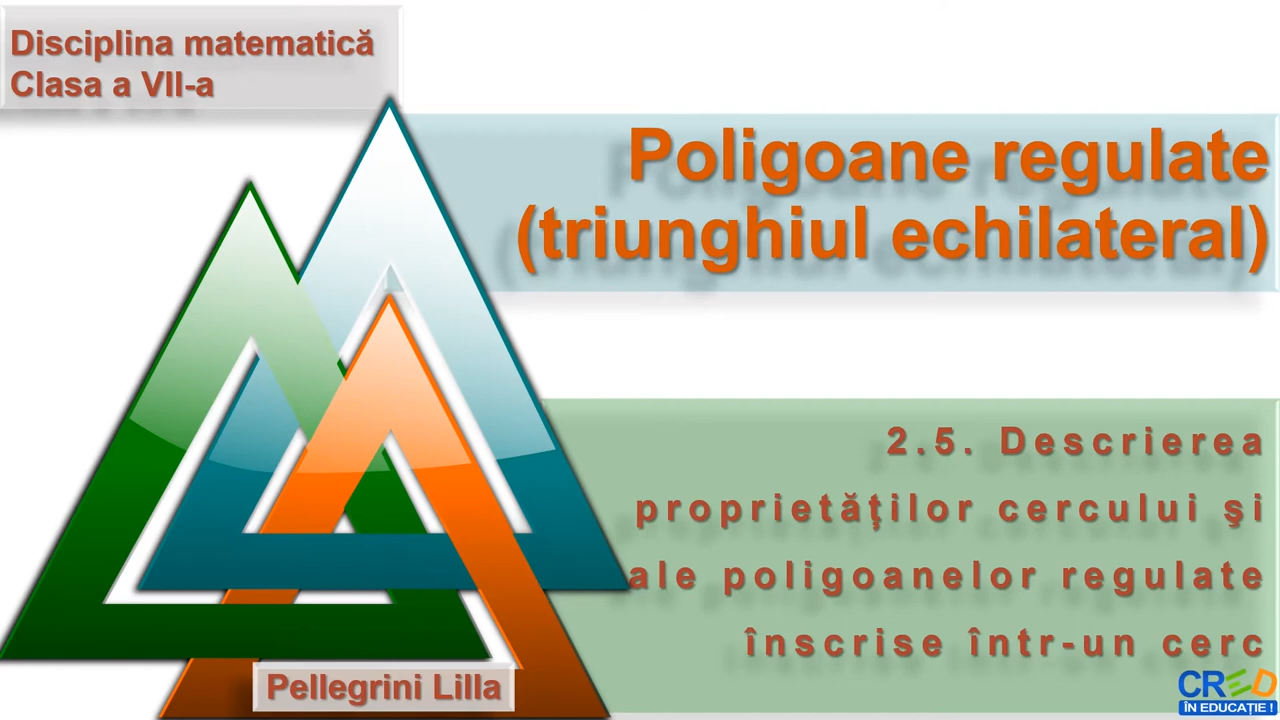 Disciplina matematică
Clasa a VII-a
Poligoane regulate
(triunghiul echilateral)
2.5. Descrierea
proprietăţilor cercului şi
ale poligoanelor regulate
înscrise într-un cerc
Pellegrini Lilla
CRED
ÎN EDUCAȚIE !